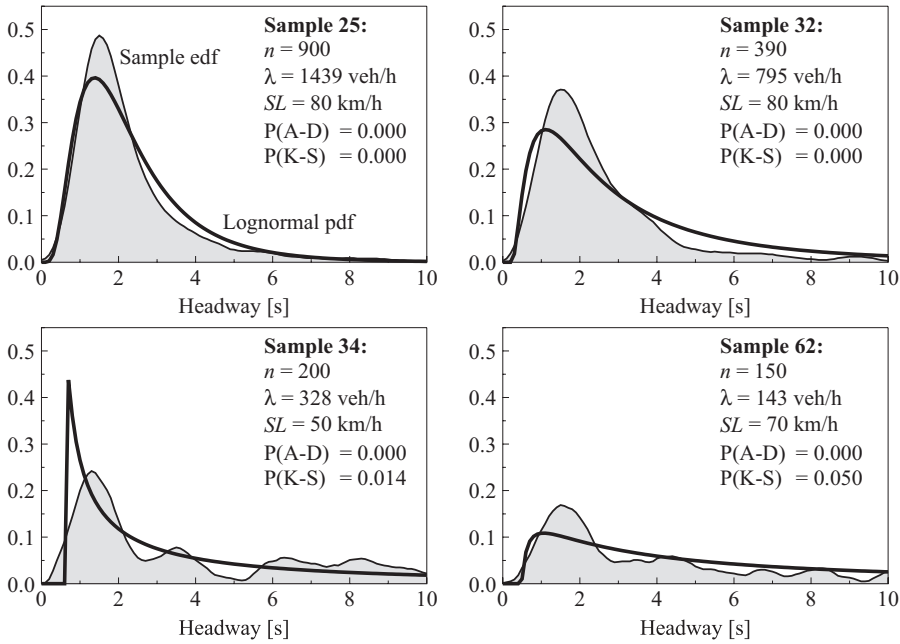 0.5
0.4
0.3
0.2
0.1
0.0
0 2 4 6 8 10
Headway [s]
Sample edf
Lognormal pdf
Sample 25:
n = 900
λ = 1439 veh/h
SL = 80 km/h
P(A-D) = 0.000
P(K-S) = 0.000
0.5
0.4
0.3
0.2
0.1
0.0
0 2 4 6 8 10
Headway [s]
Sample 32:
n = 390
λ = 795 veh/h
SL = 80 km/h
P(A-D) = 0.000
P(K-S) = 0.000
0.5
0.4
0.3
0.2
0.1
0.0
0 2 4 6 8 10
Headway [s]
Sample 34:
n = 200
λ = 328 veh/h
SL = 50 km/h
P(A-D) = 0.000
P(K-S) = 0.014
0.5
0.4
0.3
0.2
0.1
0.0
0 2 4 6 8 10
Headway [s]
Sample 62:
n = 150
λ = 143 veh/h
SL = 70 km/h
P(A-D) = 0.000
P(K-S) = 0.050